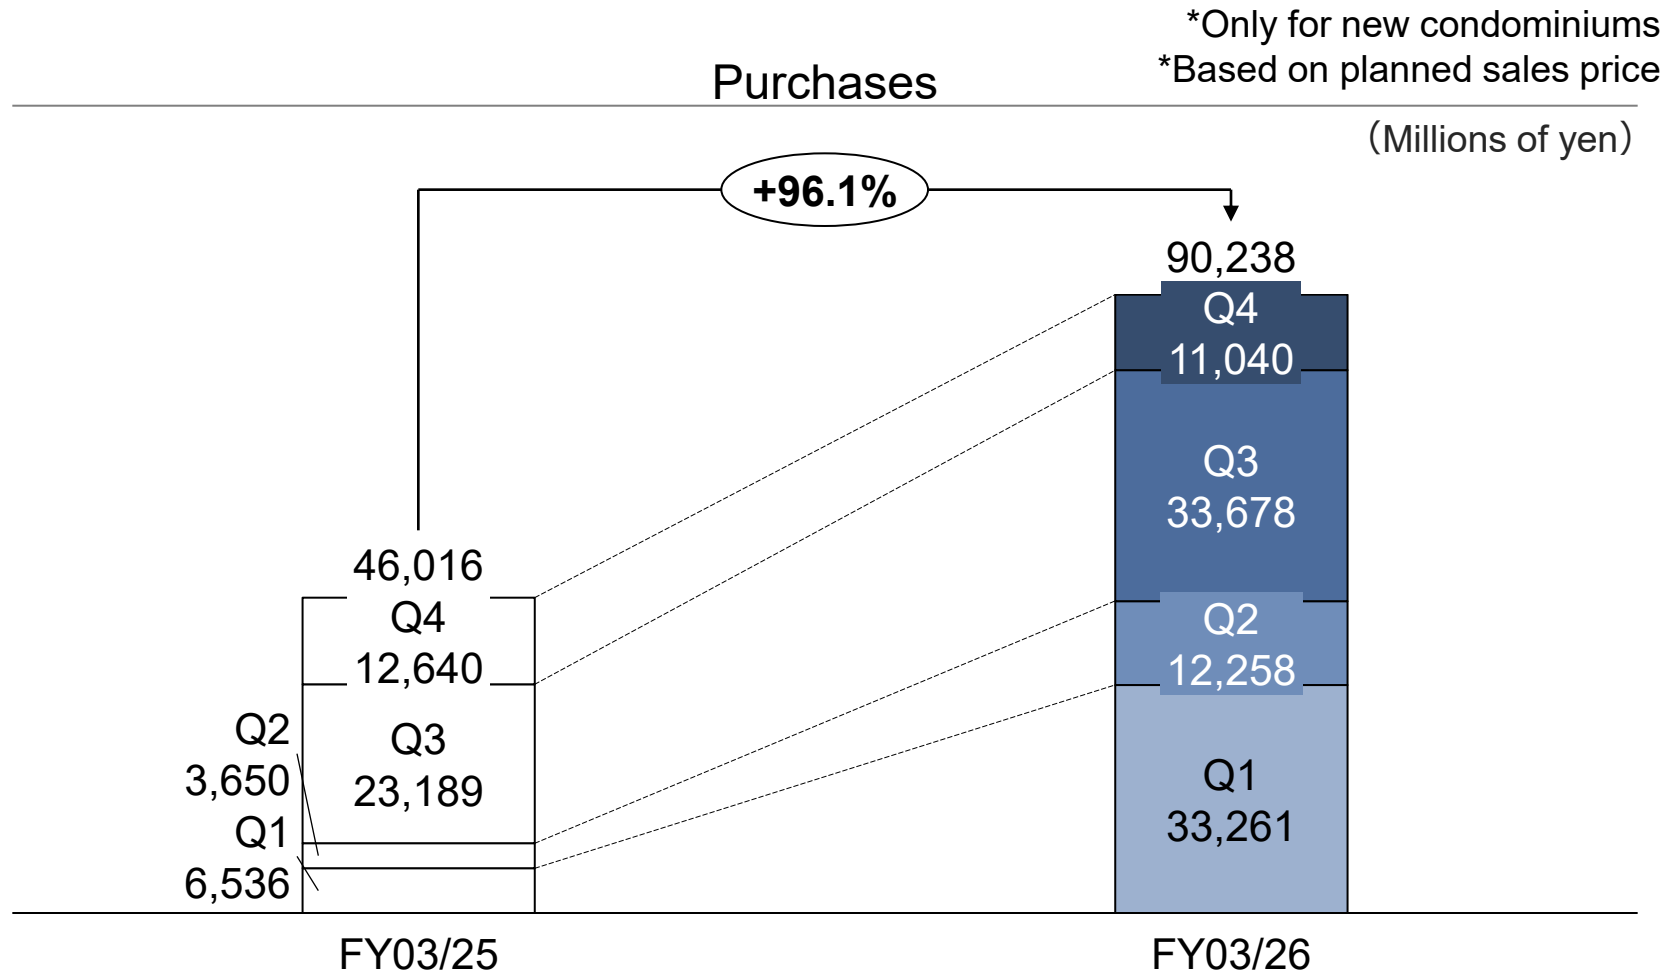 *Only for new condominiums
*Based on planned sales price
Purchases
（Millions of yen）
+96.1%
46,016
Q4
12,640
Q3
23,189
Q2
3,650
Q1
6,536
90,238
Q4
11,040
Q3
33,678
Q2
12,258
Q1
33,261
FY03/25
FY03/26